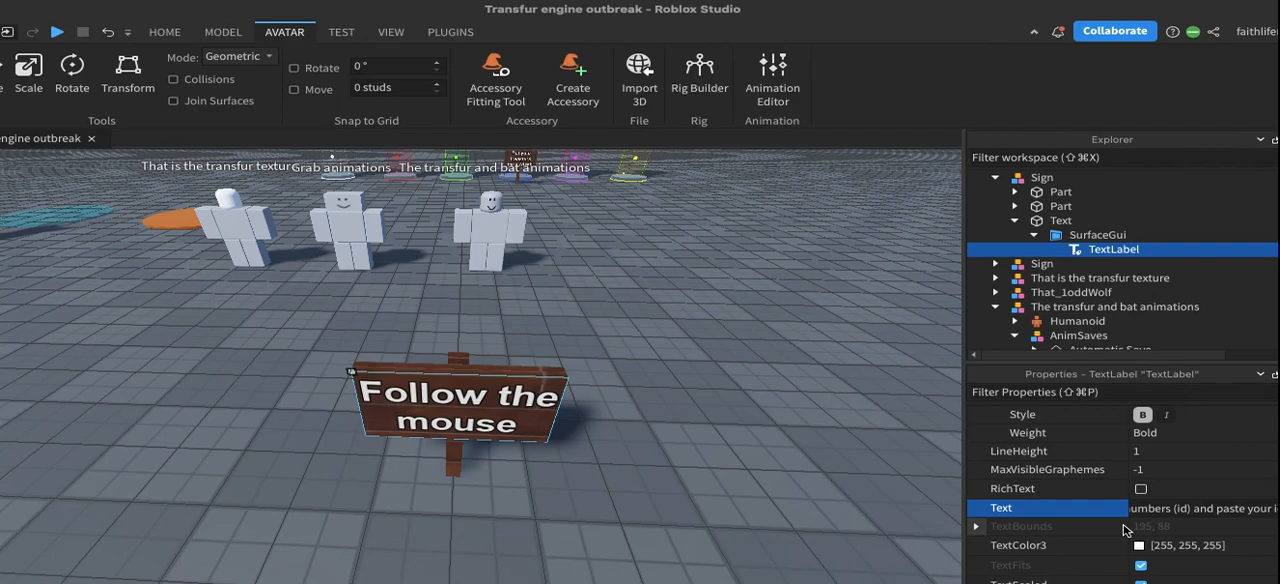 Transfur engine outbreak - Roblox Studio
HOME MODEL AVATAR TEST VIEW PLUGINS
Collaborate
faithlife
Scale Rotate Transform
Mode: Geometric
Collisions
Join Surfaces
Tools
Rotate 0 °
Move 0 studs
Snap to Grid
Accessory
Fitting Tool
Create
Accessory
Accessory
Import
3D
File
Rig Builder
Rig
Animation
Editor
Animation
engine outbreak
That is the transfur textur
Grab animations
The transfur and bat animations
Follow the
mouse
Explorer
Filter workspace (⇧⌘X)
Sign
Part
Part
Text
SurfaceGui
TextLabel
Sign
That is the transfur texture
That_1oddWolf
The transfur and bat animations
Humanoid
AnimSaves
Properties - TextLabel "TextLabel"
Filter Properties (⇧⌘P)
Style B I
Weight Bold
LineHeight 1
MaxVisibleGraphemes -1
RichText
Text umbers (id) and paste your i
TextBounds 195, 88
TextColor3 [255, 255, 255]
TextFits